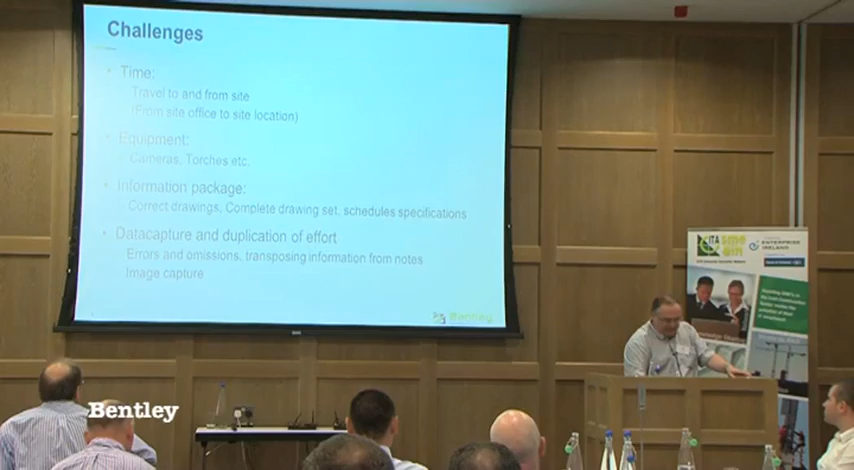 Challenges
• Time:
Travel to and from site
(From site office to site location)
• Equipment:
Cameras, Torches etc.
• Information package:
Correct drawings, Complete drawing set, schedules specifications
• Datacapture and duplication of effort
Errors and omissions, transposing information from notes
Image capture
Bentley
CITA
sme
ENTERPRISE
IRELAND
Bentley